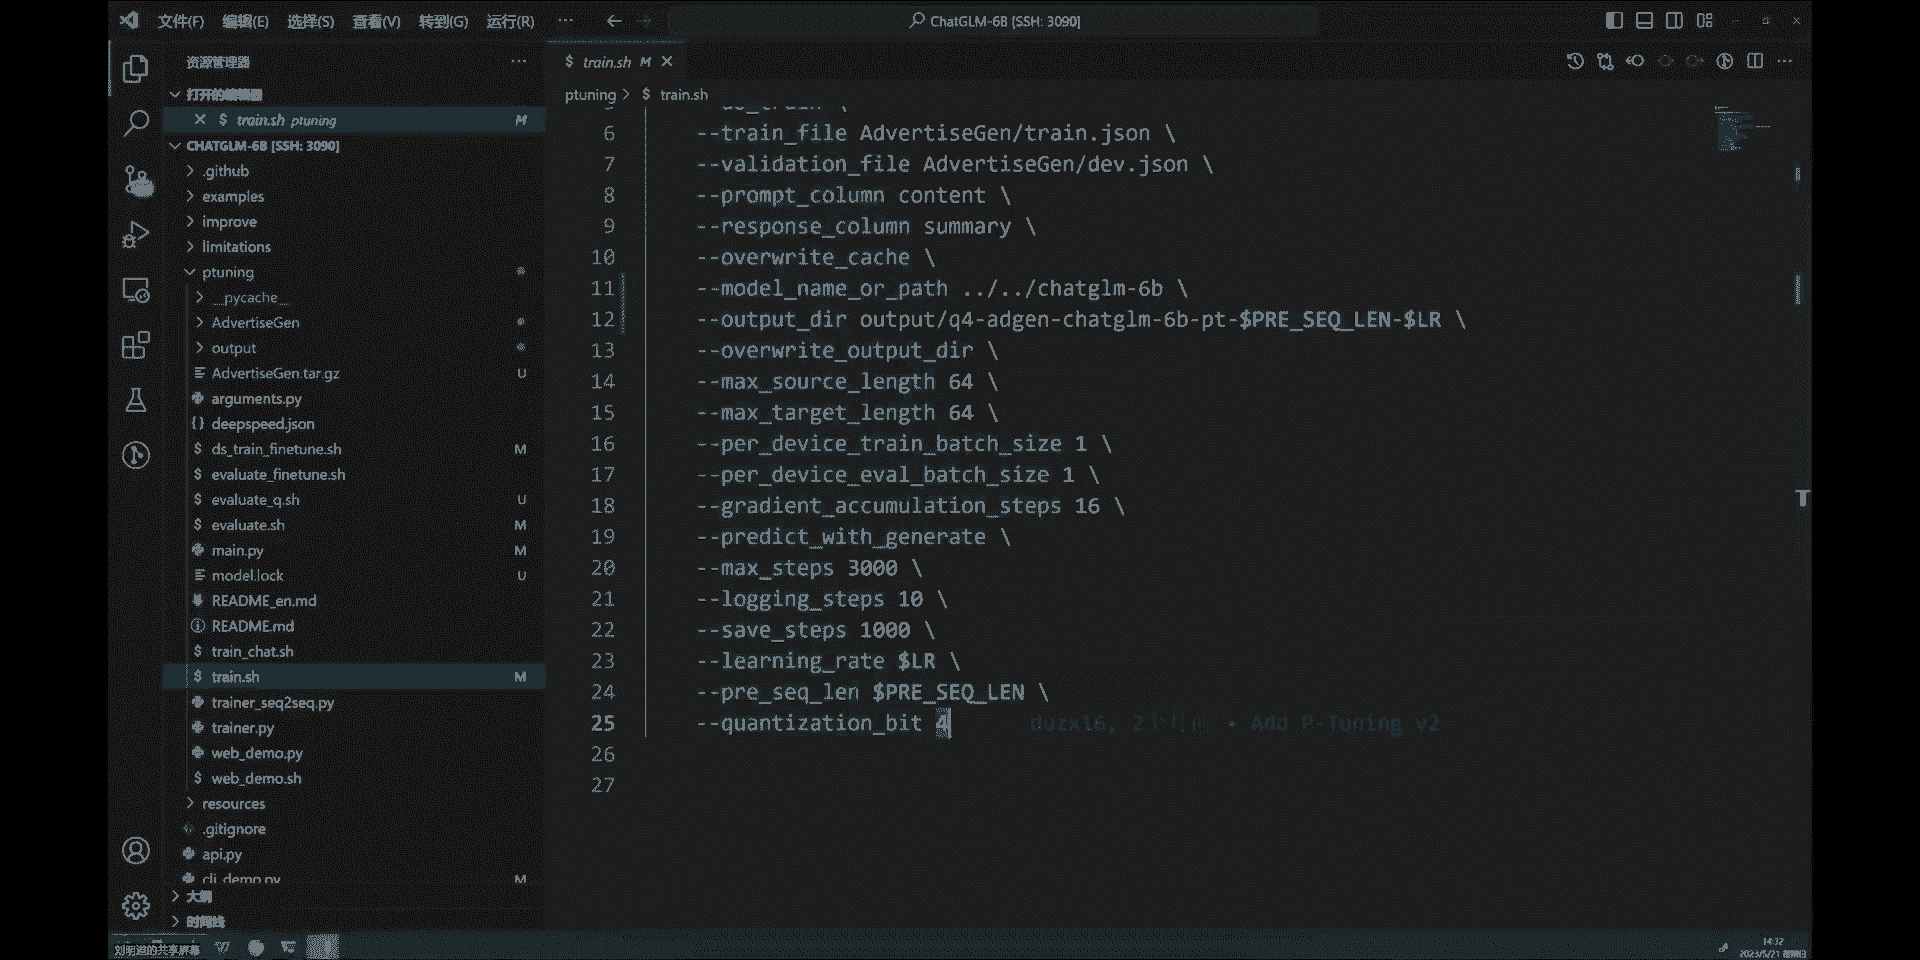 文件(F) 编辑(E) 选择(S) 查看(V) 转到(G) 运行(R) ···
ChatGLM-6B [SSH: 3090]
资源管理器 ···
打开的编辑器
$ train.sh ptuning M
CHATGLM-6B [SSH: 3090]
.github
examples
improve
limitations
ptuning
__pycache__
AdvertiseGen
output
AdvertiseGen.tar.gz U
arguments.py
{} deepspeed.json
$ ds_train_finetune.sh M
$ evaluate_finetune.sh
$ evaluate_q.sh U
$ evaluate.sh M
main.py M
model.lock U
README_en.md
README.md
$ train_chat.sh
$ train.sh M
trainer_seq2seq.py
trainer.py
web_demo.py
$ web_demo.sh
resources
.gitignore
api.py
cli_demo.py M
大纲
时间线
$ train.sh M
ptuning > $ train.sh
--do_train \
6 --train_file AdvertiseGen/train.json \
7 --validation_file AdvertiseGen/dev.json \
8 --prompt_column content \
9 --response_column summary \
10 --overwrite_cache \
11 --model_name_or_path ../../chatglm-6b \
12 --output_dir output/q4-adgen-chatglm-6b-pt-$PRE_SEQ_LEN-$LR \
13 --overwrite_output_dir \
14 --max_source_length 64 \
15 --max_target_length 64 \
16 --per_device_train_batch_size 1 \
17 --per_device_eval_batch_size 1 \
18 --gradient_accumulation_steps 16 \
19 --predict_with_generate \
20 --max_steps 3000 \
21 --logging_steps 10 \
22 --save_steps 1000 \
23 --learning_rate $LR \
24 --pre_seq_len $PRE_SEQ_LEN \
25 --quantization_bit 4 duzx16, 2个月前 • Add P-Tuning v2
26
27
的共享屏幕
14:32
2023/5/21 星期日